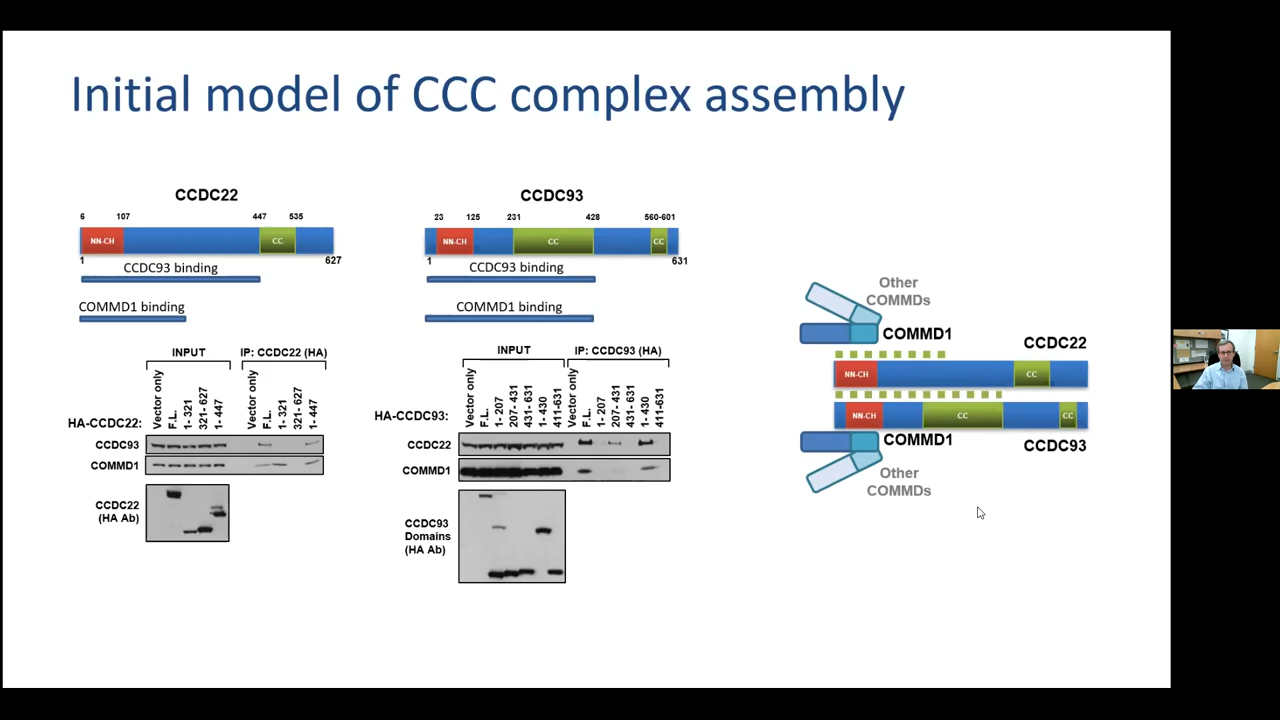 Initial model of CCC complex assembly
CCDC22
6 107 447 535
NN-CH CC
1 627
CCDC93 binding
COMMD1 binding
INPUT IP: CCDC22 (HA)
HA-CCDC22: Vector only F.L. 1- 321 321- 627 1- 447 Vector only F.L. 1- 321 321- 627 1- 447
CCDC93
COMMD1
CCDC22
(HA Ab)
CCDC93
23 125 231 428 560-601
NN-CH CC CC
1 631
CCDC93 binding
COMMD1 binding
INPUT IP: CCDC93 (HA)
HA-CCDC93: Vector only F.L. 1- 207 207- 431 431- 631 1- 430 411-631 Vector only F.L. 1- 207 207- 431 431- 631 1- 430 411-631
CCDC22
COMMD1
CCDC93
Domains
(HA Ab)
Other
COMMDs
COMMD1
CCDC22
NN-CH CC
NN-CH CC CC
COMMD1
CCDC93
Other
COMMDs